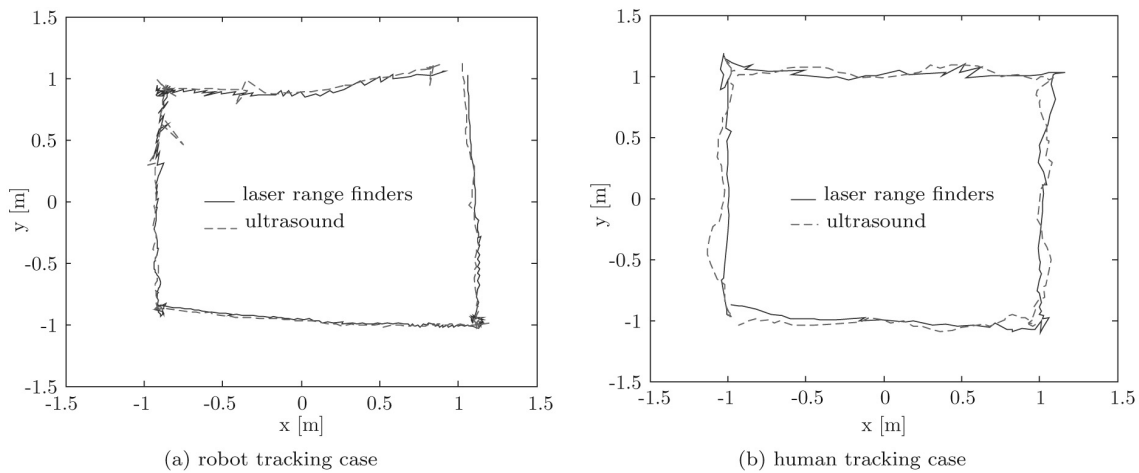 1.5
1
0.5
0
-0.5
-1
-1.5
y [m]
laser range finders
ultrasound
-1.5 -1 -0.5 0 0.5 1 1.5
x [m]
(a) robot tracking case
1.5
1
0.5
0
-0.5
-1
-1.5
y [m]
laser range finders
ultrasound
-1.5 -1 -0.5 0 0.5 1 1.5
x [m]
(b) human tracking case